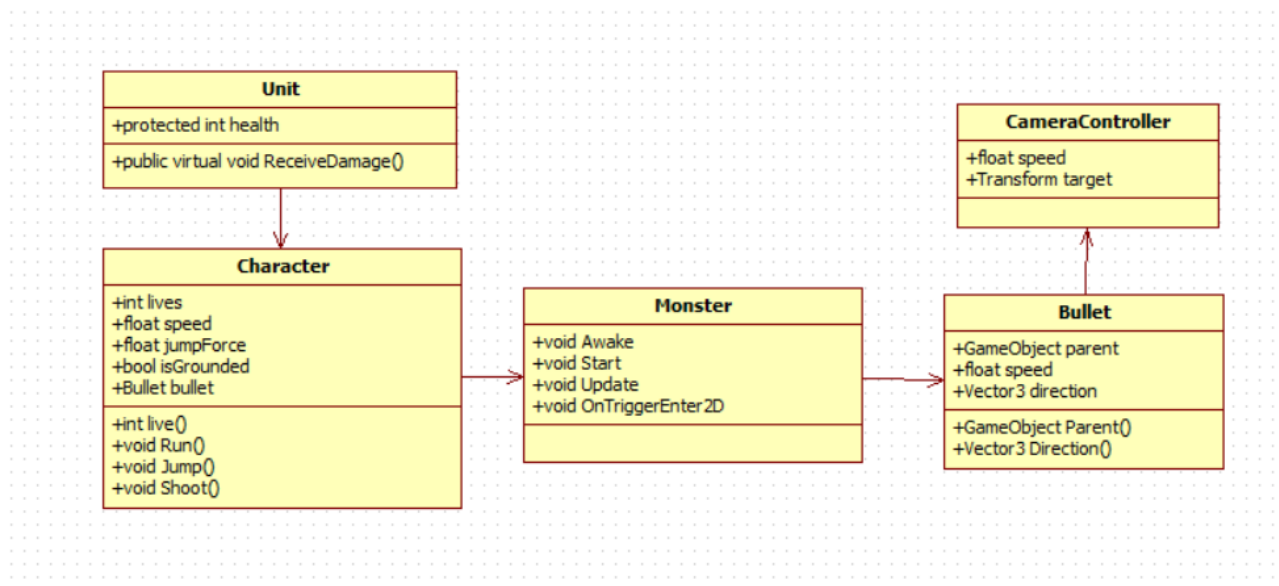 Unit
+protected int health
+public virtual void ReceiveDamage()
CameraController
+float speed
+Transform target
Character
+int lives
+float speed
+float jumpForce
+bool isGrounded
+Bullet bullet
+int live()
+void Run()
+void Jump()
+void Shoot()
Monster
+void Awake
+void Start
+void Update
+void OnTriggerEnter2D
Bullet
+GameObject parent
+float speed
+Vector3 direction
+GameObject Parent()
+Vector3 Direction()